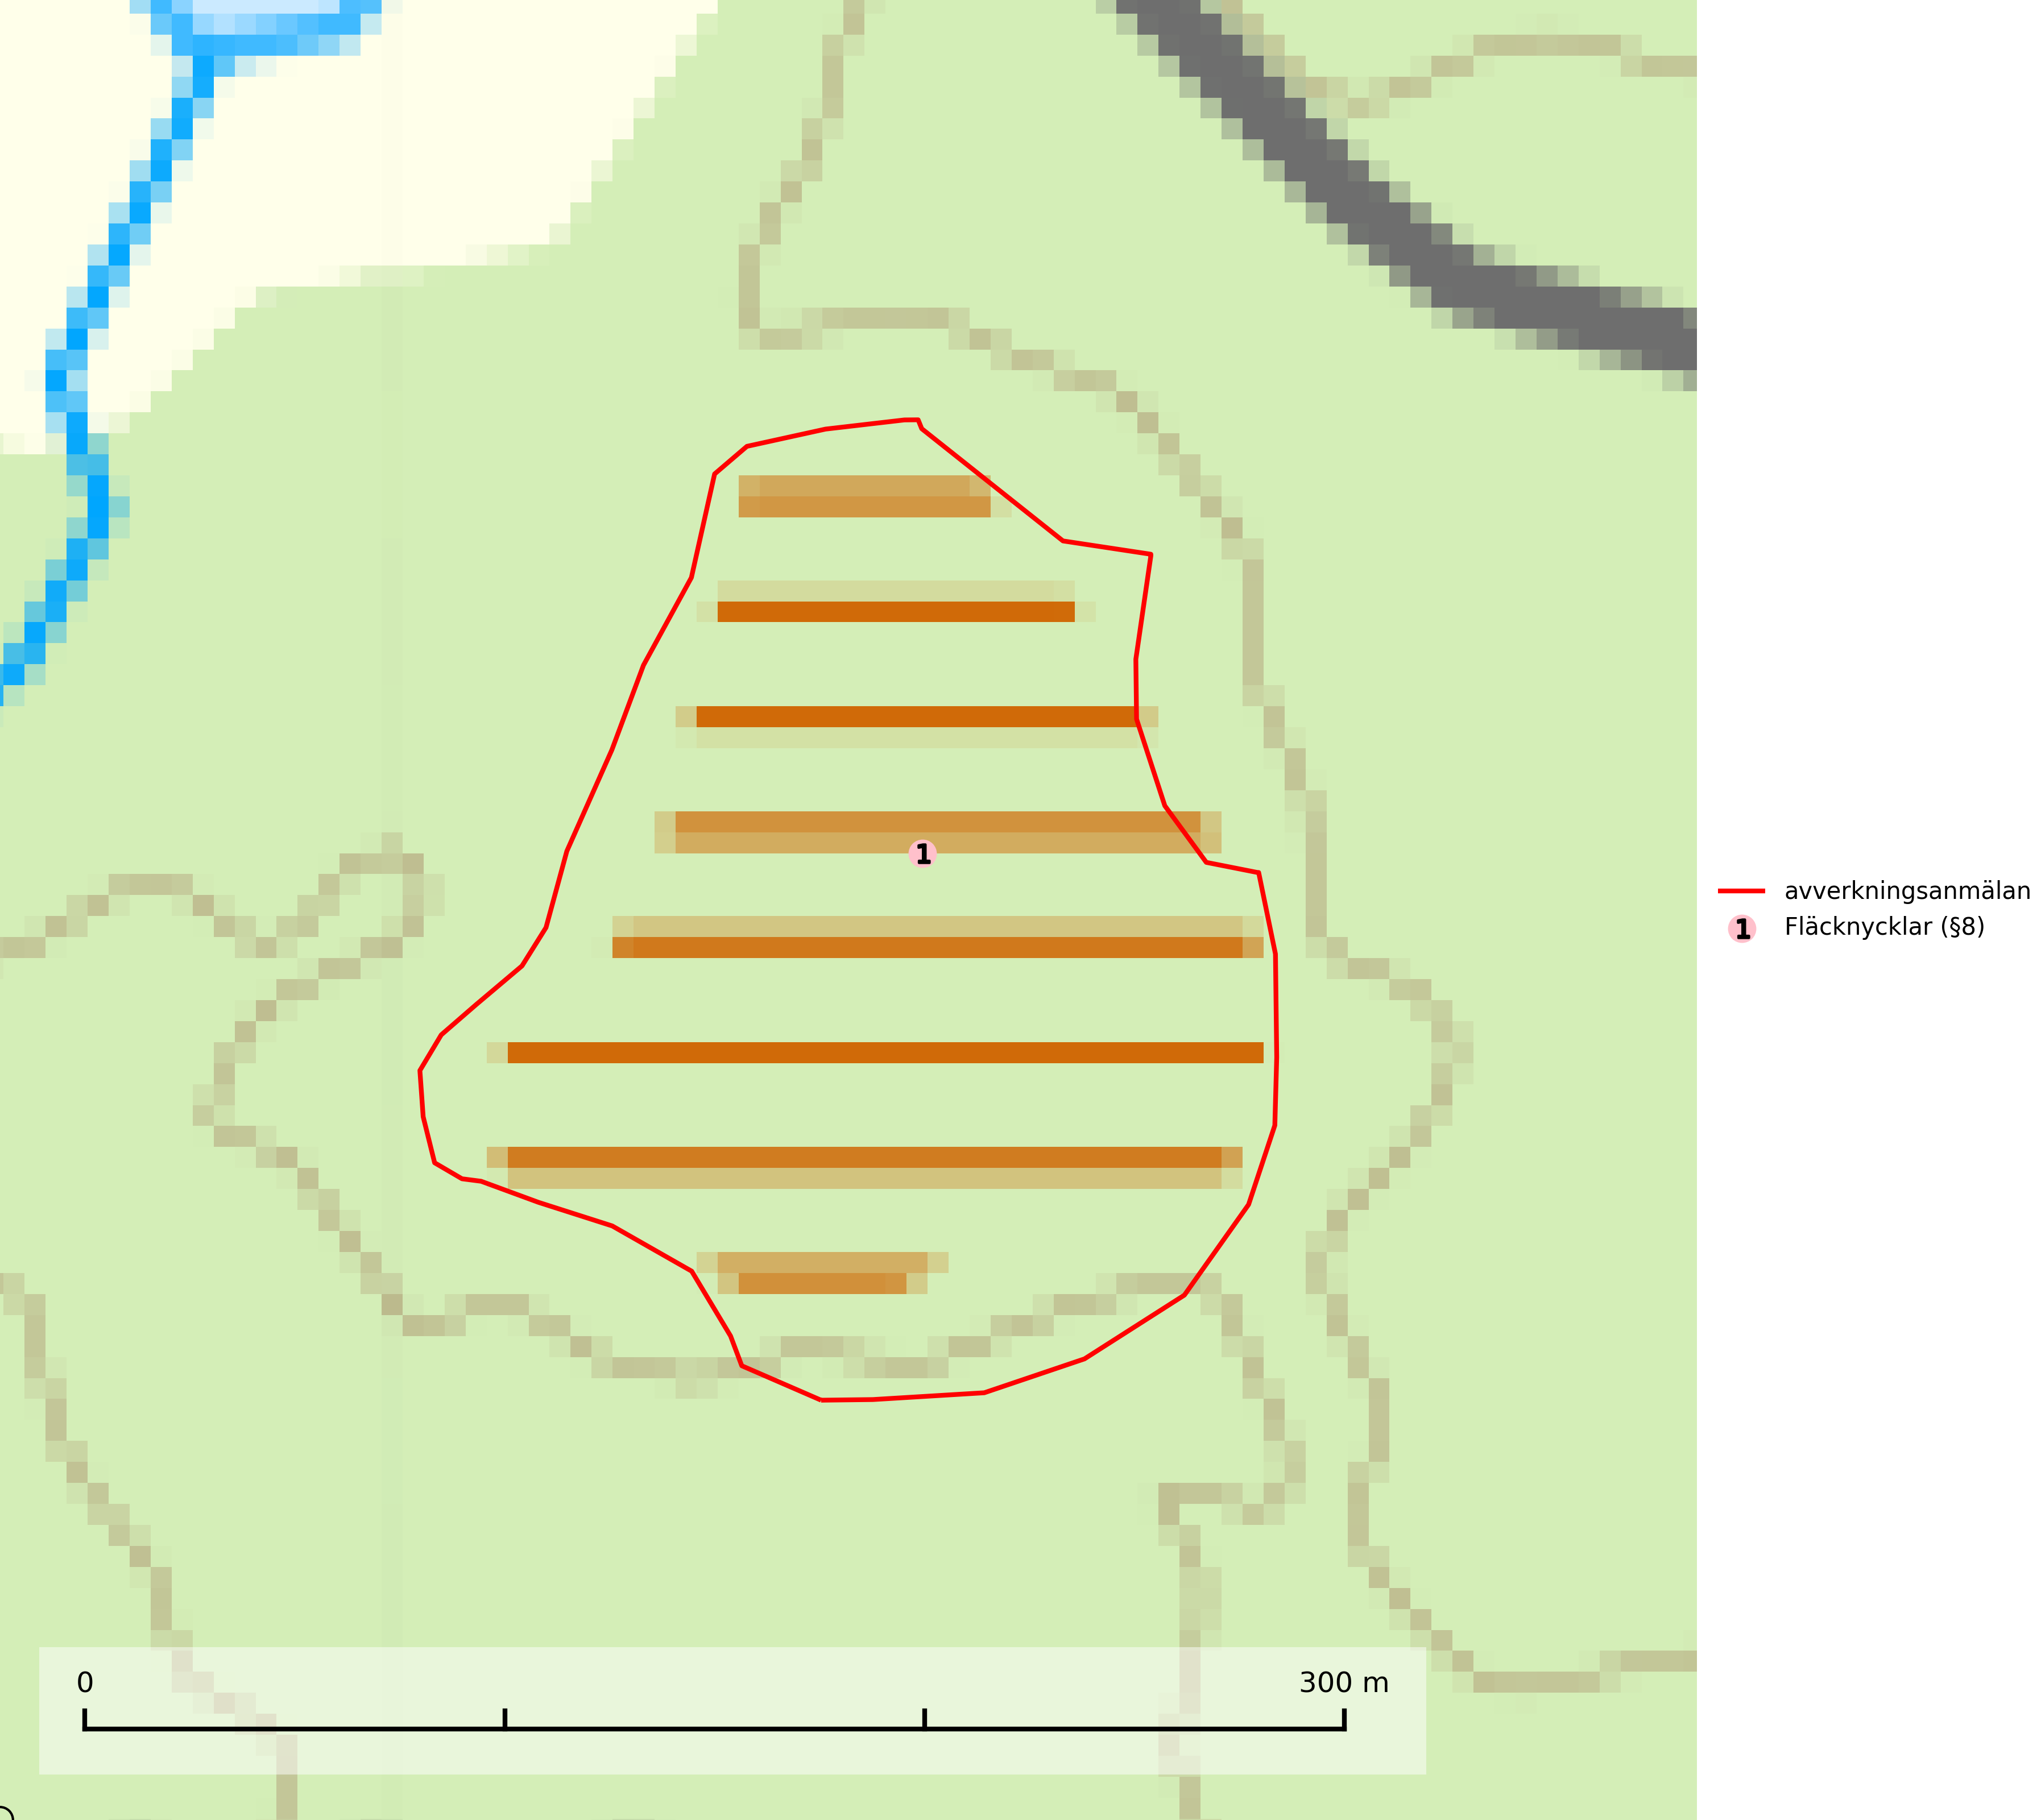 1
1 avverkningsanmälan
Fläcknycklar (§8)
0 300 m